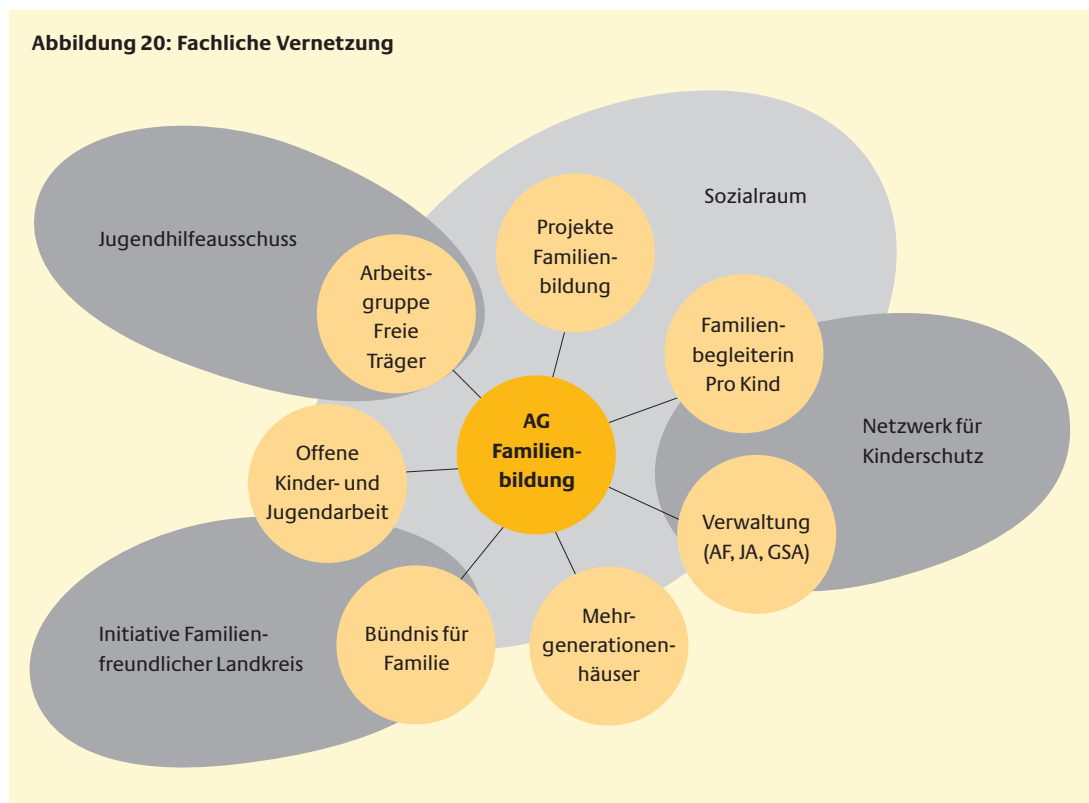 Abbildung 20: Fachliche Vernetzung
Sozialraum
Jugendhilfeausschuss
Projekte
Familien-
bildung
Arbeits-
gruppe
Freie
Träger
Familien-
begleiterin
Pro Kind
AG
Familien-
bildung
Netzwerk für
Kinderschutz
Offene
Kinder- und
Jugendarbeit
Verwaltung
(AF, JA, GSA)
Initiative Familien-
freundlicher Landkreis
Bündnis für
Familie
Mehr-
generationen-
häuser